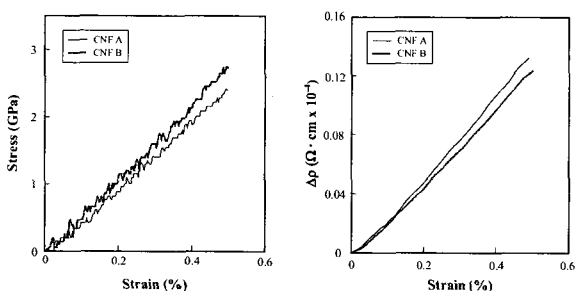 3
CNF A
CNF B
2
1
0
Stress (GPa)
0.2
0.4
0.6
Strain (%)
0.16
CNF A
CNF B
0.12
0.08
0.04
0
Δρ (Ω · cm x 10⁻⁴)
0
0.2
0.4
0.6
Strain (%)